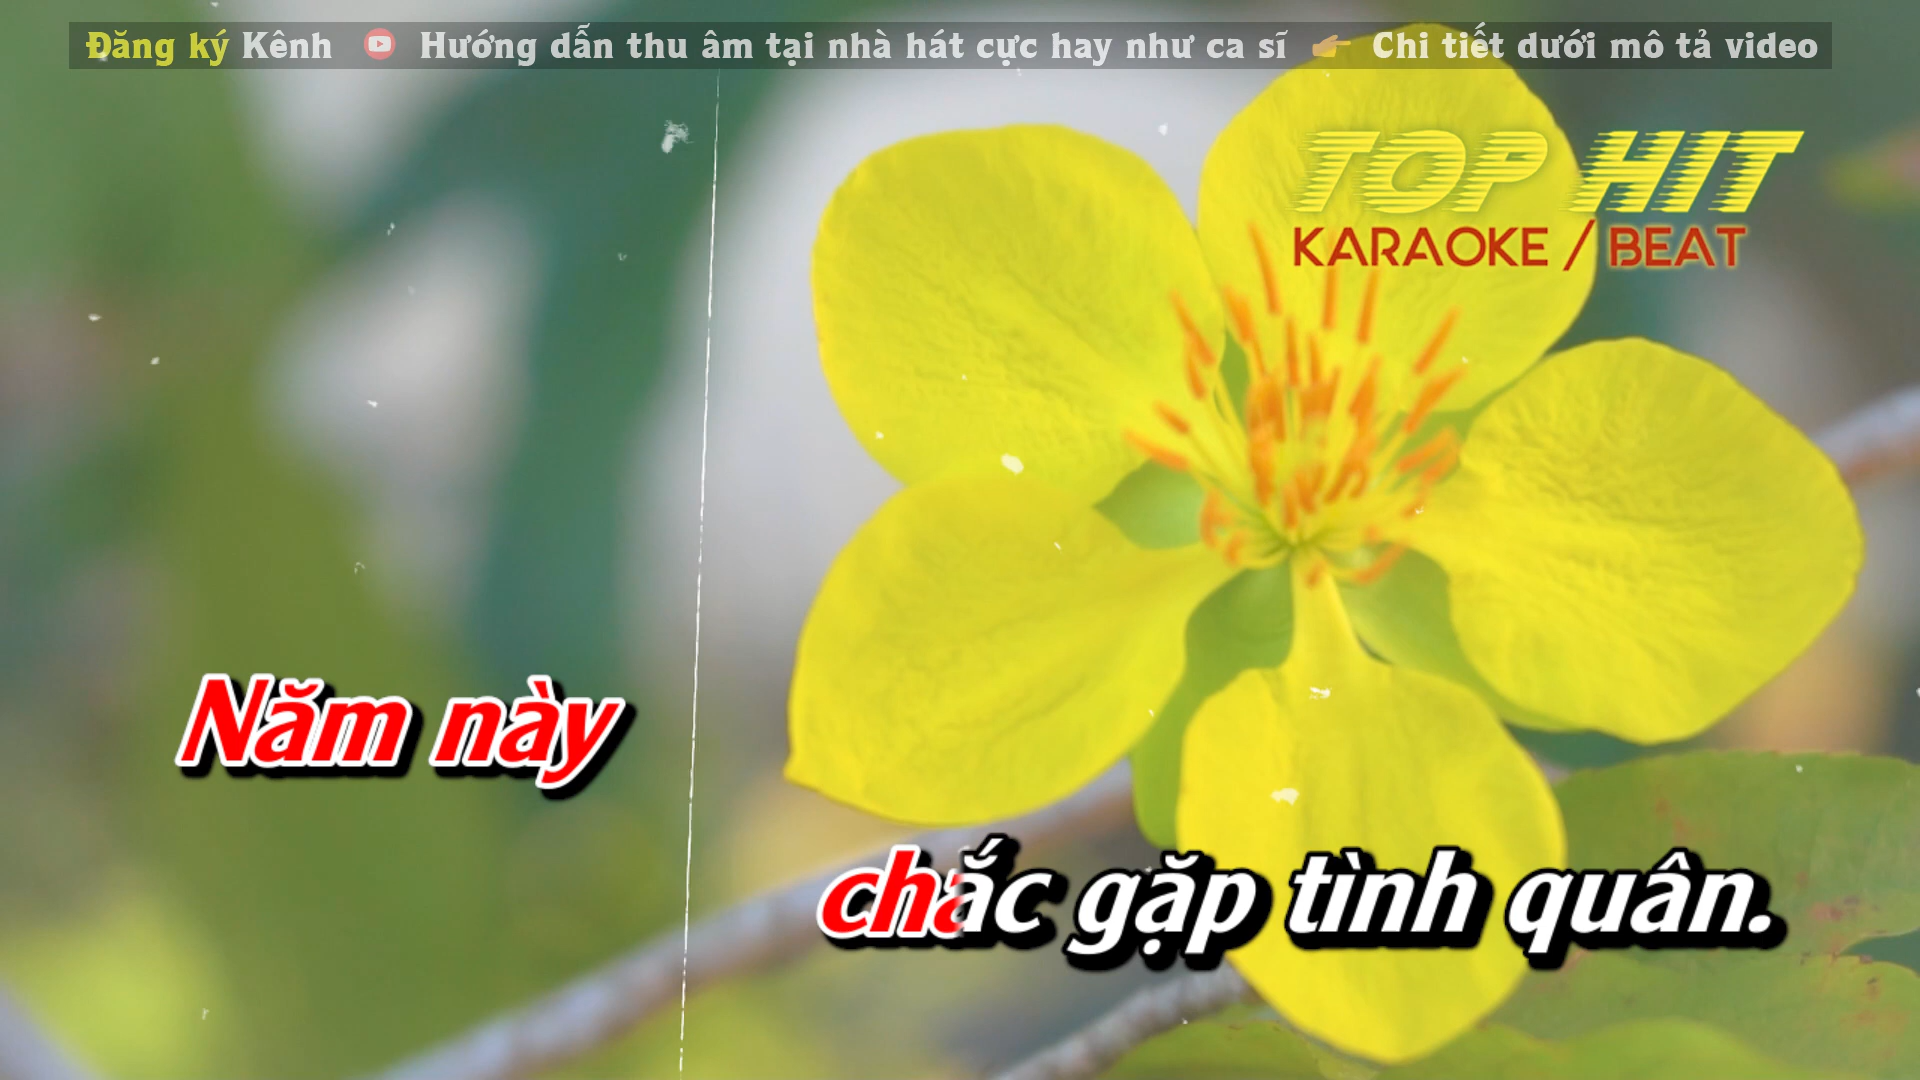 Đăng ký Kênh Hướng dẫn thu âm tại nhà hát cực hay như ca sĩ 👉 Chi tiết dưới mô tả video
TOP HIT
KARAOKE / BEAT
Năm này
chắc gặp tình quân.